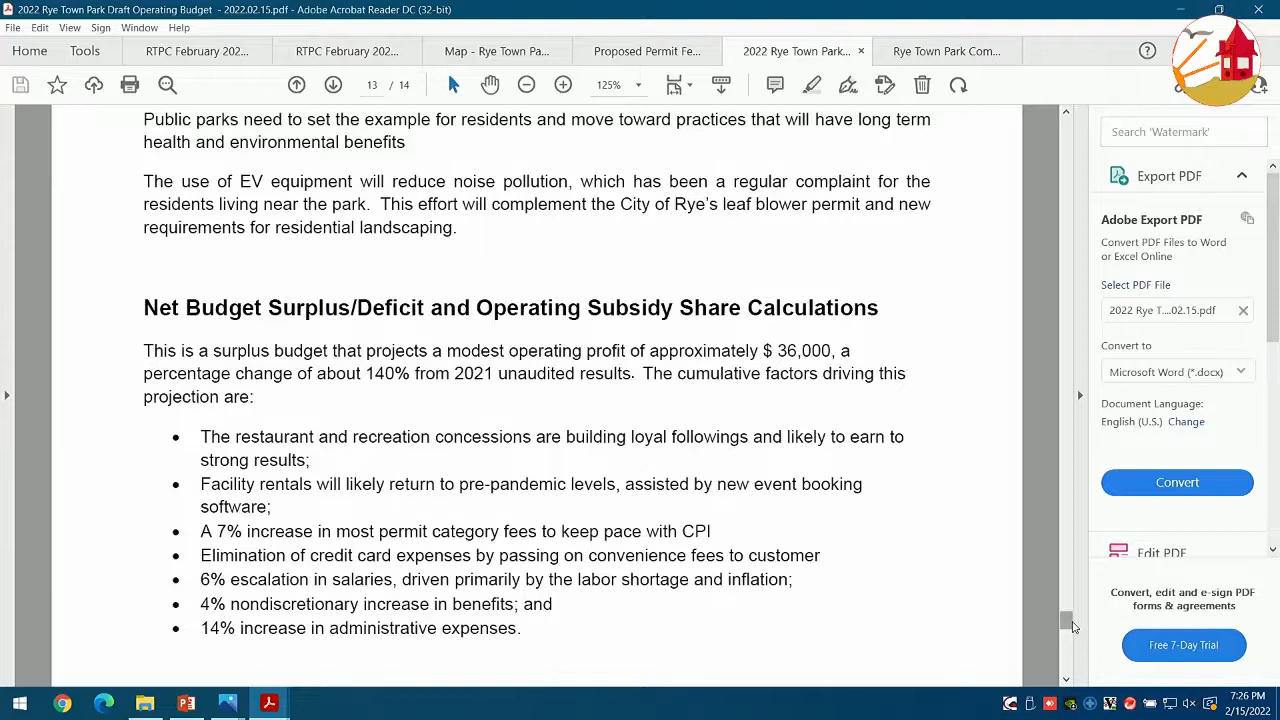 2022 Rye Town Park Draft Operating Budget - 2022.02.15.pdf - Adobe Acrobat Reader DC (32-bit)
File Edit View Sign Window Help
Home Tools RTPC February 202... RTPC February 202... Map - Rye Town Pa... Proposed Permit Fe... 2022 Rye Town Park... × Rye Town Park Com...
13 / 14 125%
Public parks need to set the example for residents and move toward practices that will have long term
health and environmental benefits
The use of EV equipment will reduce noise pollution, which has been a regular complaint for the
residents living near the park. This effort will complement the City of Rye's leaf blower permit and new
requirements for residential landscaping.
Net Budget Surplus/Deficit and Operating Subsidy Share Calculations
This is a surplus budget that projects a modest operating profit of approximately $ 36,000, a
percentage change of about 140% from 2021 unaudited results. The cumulative factors driving this
projection are:
• The restaurant and recreation concessions are building loyal followings and likely to earn to
strong results;
• Facility rentals will likely return to pre-pandemic levels, assisted by new event booking
software;
• A 7% increase in most permit category fees to keep pace with CPI
• Elimination of credit card expenses by passing on convenience fees to customer
• 6% escalation in salaries, driven primarily by the labor shortage and inflation;
• 4% nondiscretionary increase in benefits; and
• 14% increase in administrative expenses.
Search 'Watermark'
Export PDF
Adobe Export PDF
Convert PDF Files to Word
or Excel Online
Select PDF File
2022 Rye T....02.15.pdf
Convert to
Microsoft Word (*.docx)
Document Language:
English (U.S.) Change
Convert
Edit PDF
Convert, edit and e-sign PDF
forms & agreements
Free 7-Day Trial
7:26 PM
2/15/2022